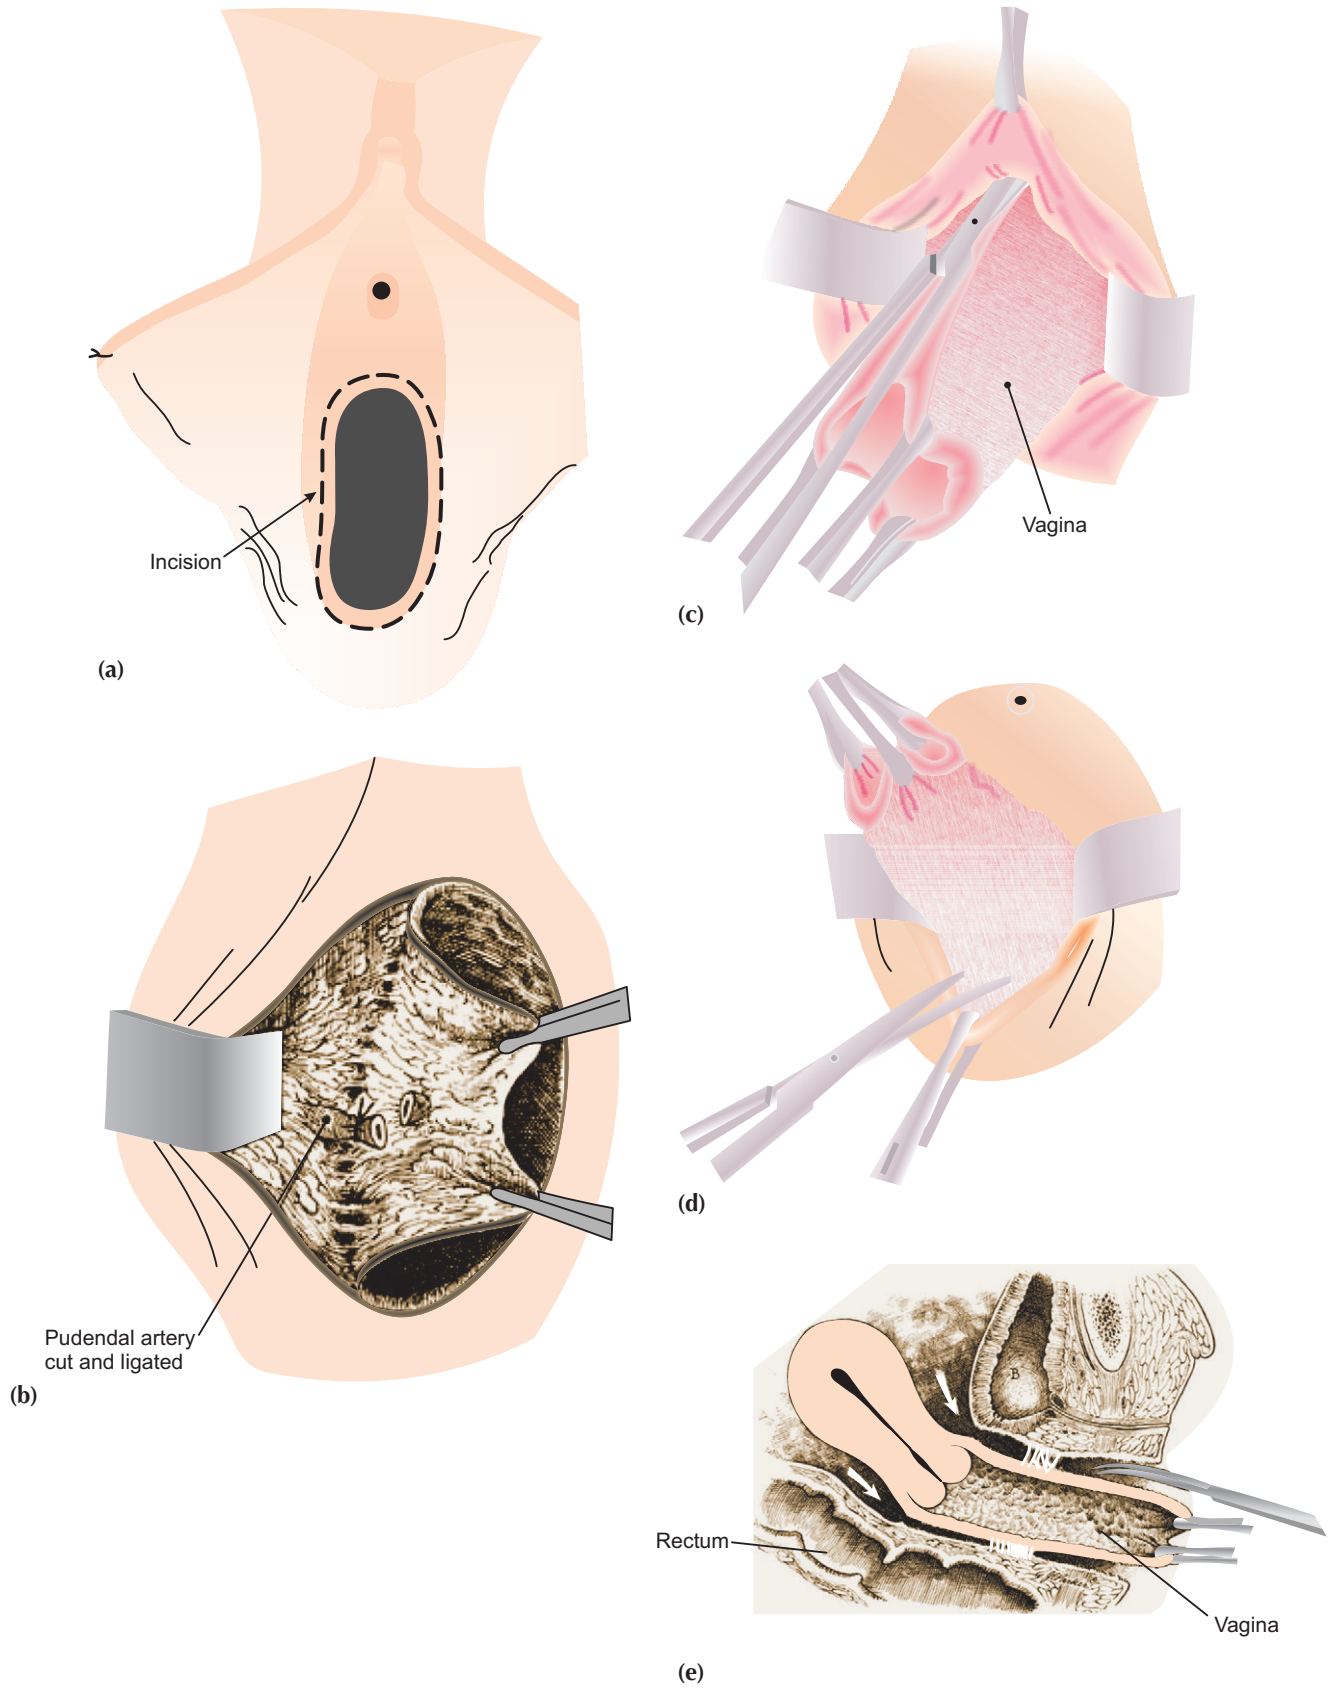 Incision
(a)
Pudendal artery
cut and ligated
(b)
Vagina
(c)
(d)
B
Rectum
Vagina
(e)